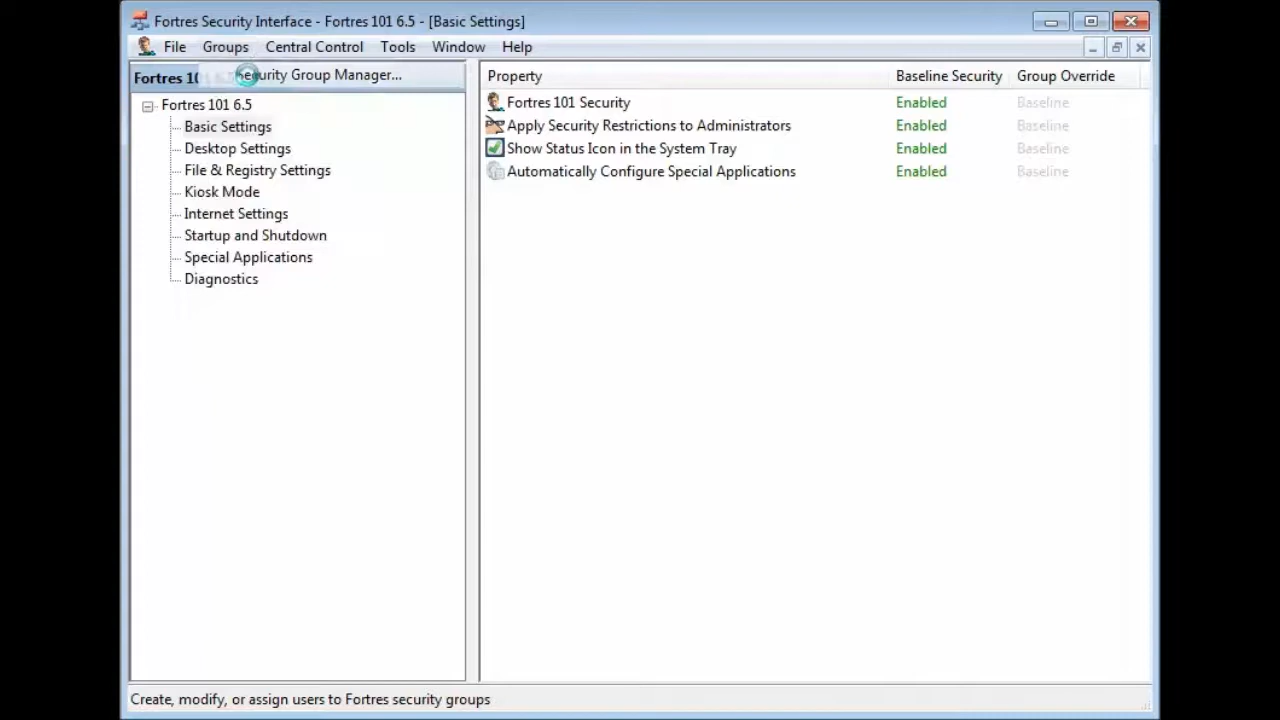 Fortres Security Interface - Fortres 101 6.5 - [Basic Settings]
File Groups Central Control Tools Window Help
Fortres 10
Security Group Manager...
Fortres 101 6.5
Basic Settings
Desktop Settings
File & Registry Settings
Kiosk Mode
Internet Settings
Startup and Shutdown
Special Applications
Diagnostics
Property Baseline Security Group Override
Fortres 101 Security Enabled Baseline
Apply Security Restrictions to Administrators Enabled Baseline
Show Status Icon in the System Tray Enabled Baseline
Automatically Configure Special Applications Enabled Baseline
Create, modify, or assign users to Fortres security groups